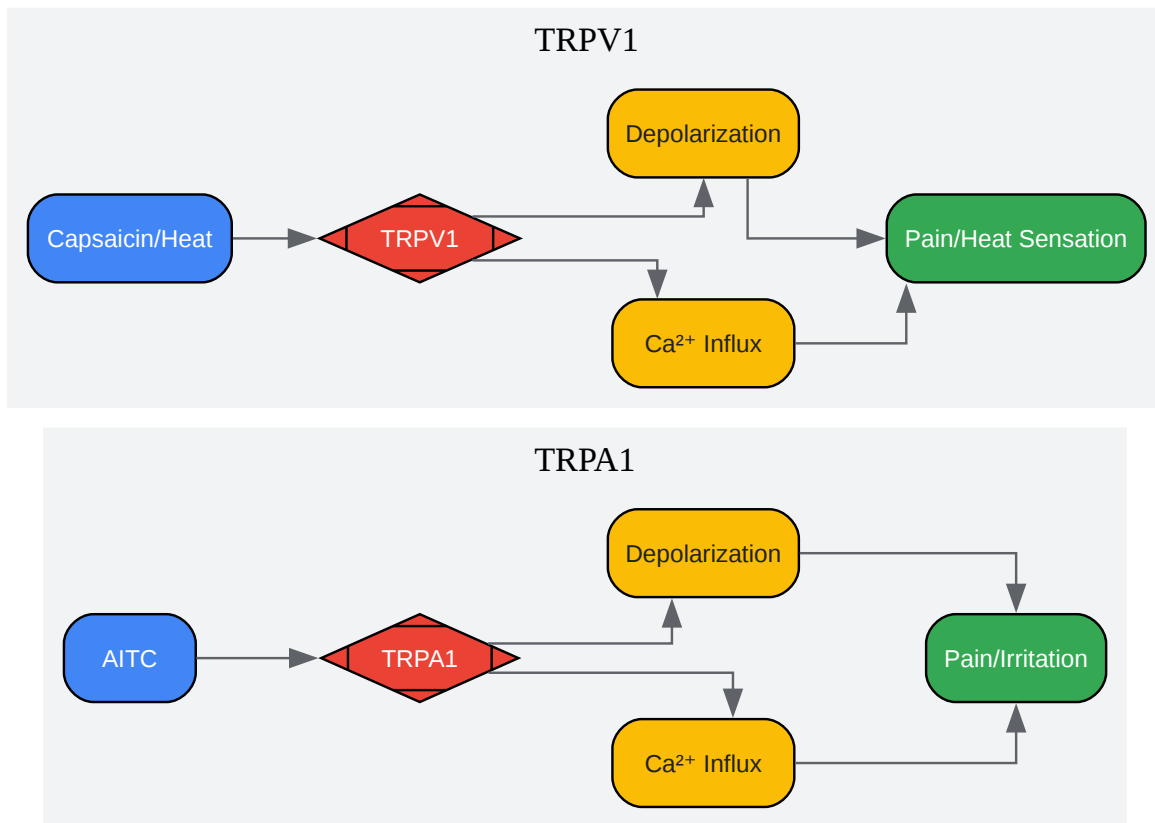 TRPV1
Depolarization
Capsaicin/Heat
TRPV1
Pain/Heat Sensation
Ca²⁺ Influx
TRPA1
Depolarization
AITC
TRPA1
Pain/Irritation
Ca²⁺ Influx